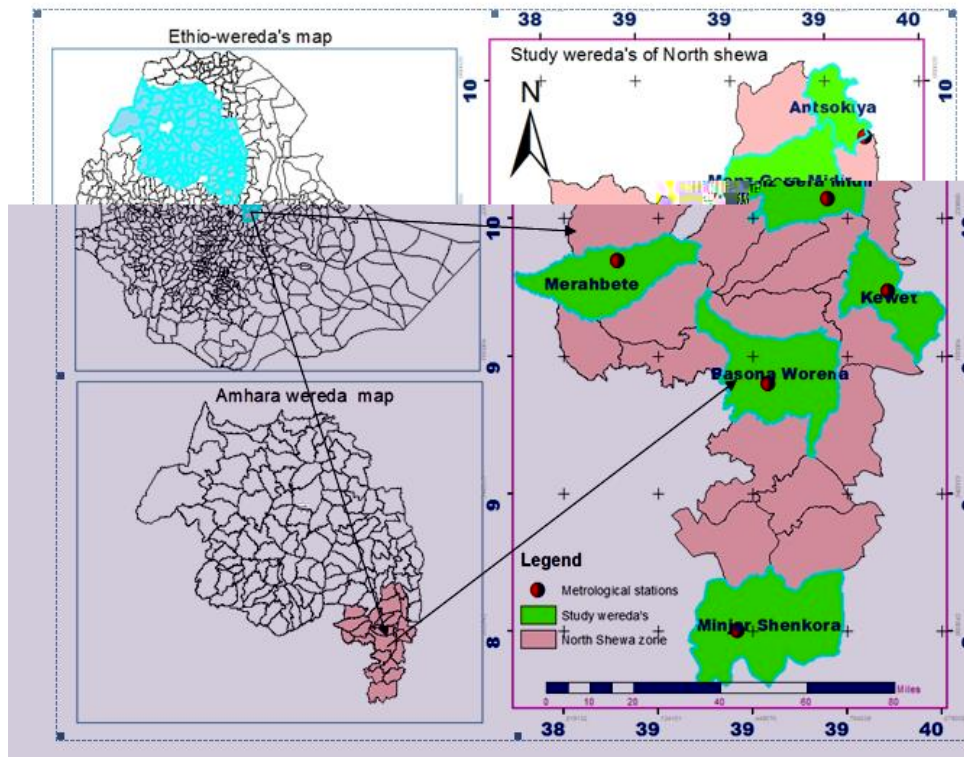 38 39 39 39 40
Ethio-wereda's map
Study wereda's of North shewa
10
10
N
Antsokiya
10
10
Merahbete
Kewet
9
Basona Worena
Amhara wereda map
9
Legend
Metrological stations
Study wereda's
North Shewa zone
8
Minjar Shenkora
0 10 20 40 60 80 Miles
38 39 39 39 40